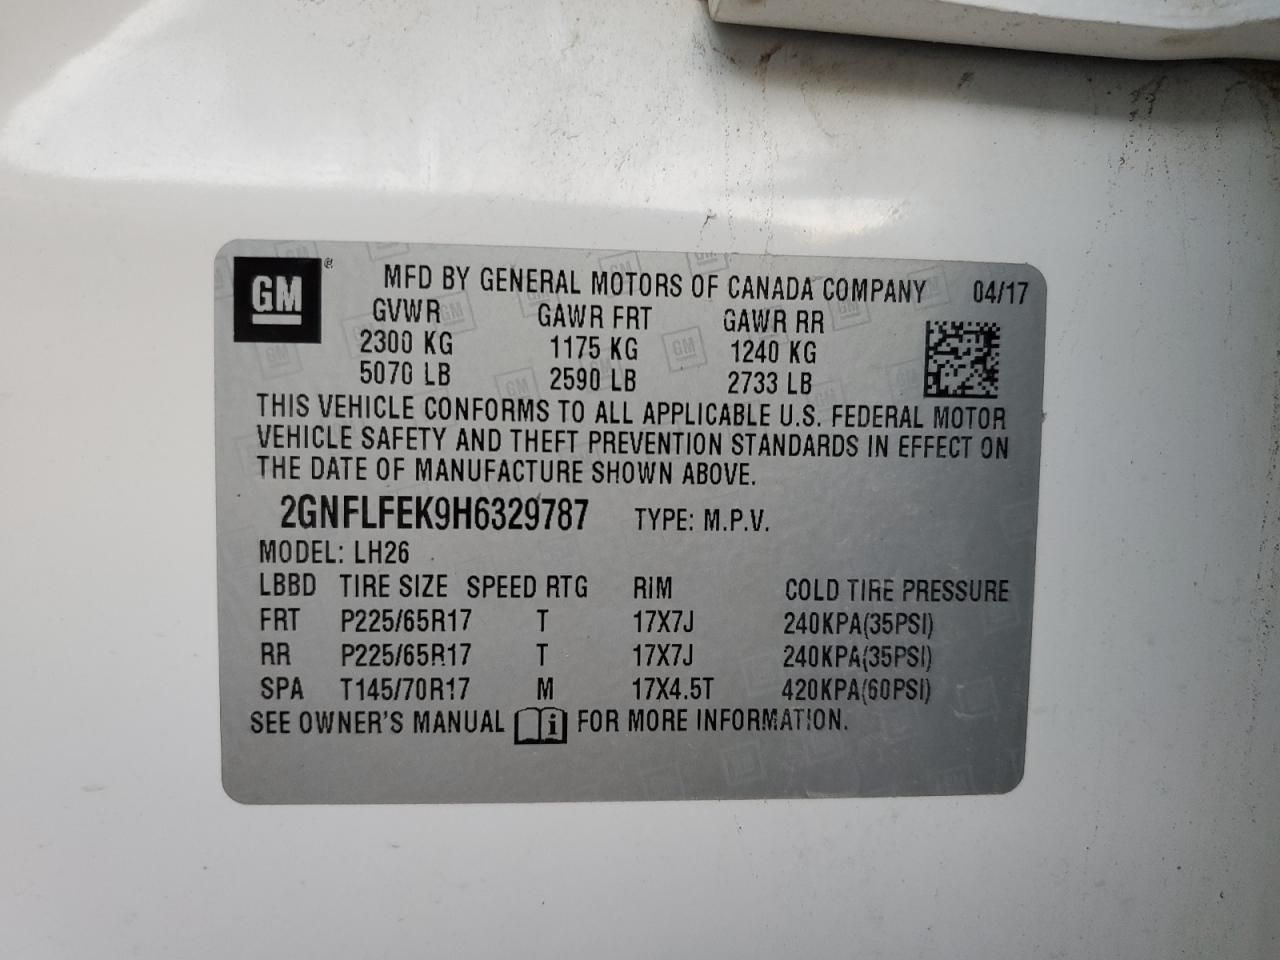 GM ® MFD BY GENERAL MOTORS OF CANADA COMPANY 04/17
GVWR GAWR FRT GAWR RR
2300 KG 1175 KG 1240 KG
5070 LB 2590 LB 2733 LB
THIS VEHICLE CONFORMS TO ALL APPLICABLE U.S. FEDERAL MOTOR
VEHICLE SAFETY AND THEFT PREVENTION STANDARDS IN EFFECT ON
THE DATE OF MANUFACTURE SHOWN ABOVE.
2GNFLFEK9H6329787 TYPE: M.P.V.
MODEL: LH26
LBBD TIRE SIZE SPEED RTG RIM COLD TIRE PRESSURE
FRT P225/65R17 T 17X7J 240KPA(35PSI)
RR P225/65R17 T 17X7J 240KPA(35PSI)
SPA T145/70R17 M 17X4.5T 420KPA(60PSI)
SEE OWNER'S MANUAL i FOR MORE INFORMATION.